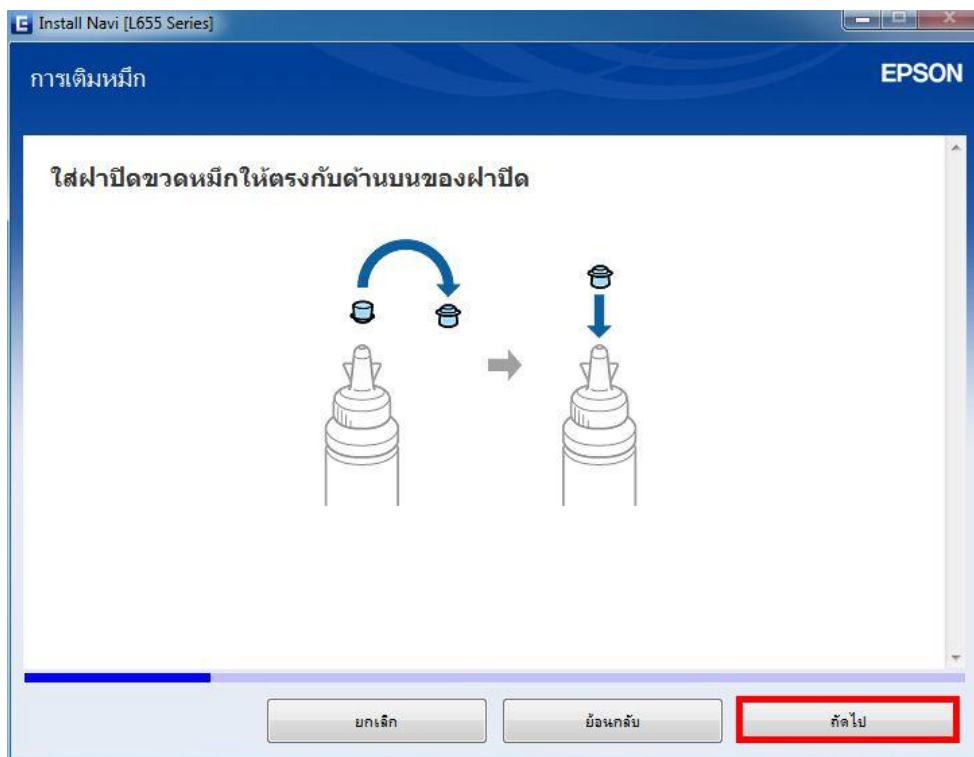 Install Navi [L655 Series]
การเติมหมึก
EPSON
ใส่ฝาปิดขวดหมึกให้ตรงกับด้านบนของฝาปิด
ยกเลิก
ย้อนกลับ
ถัดไป